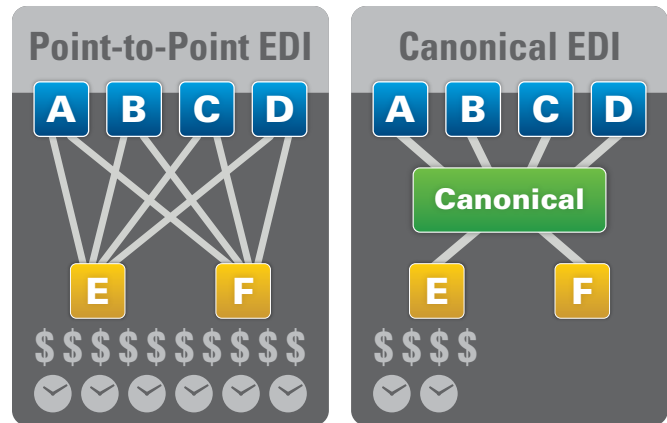 Point-to-Point EDI
A B C D
E F
$ $ $ $ $ $ $ $ $ $
Canonical EDI
A B C D
Canonical
E F
$ $ $ $